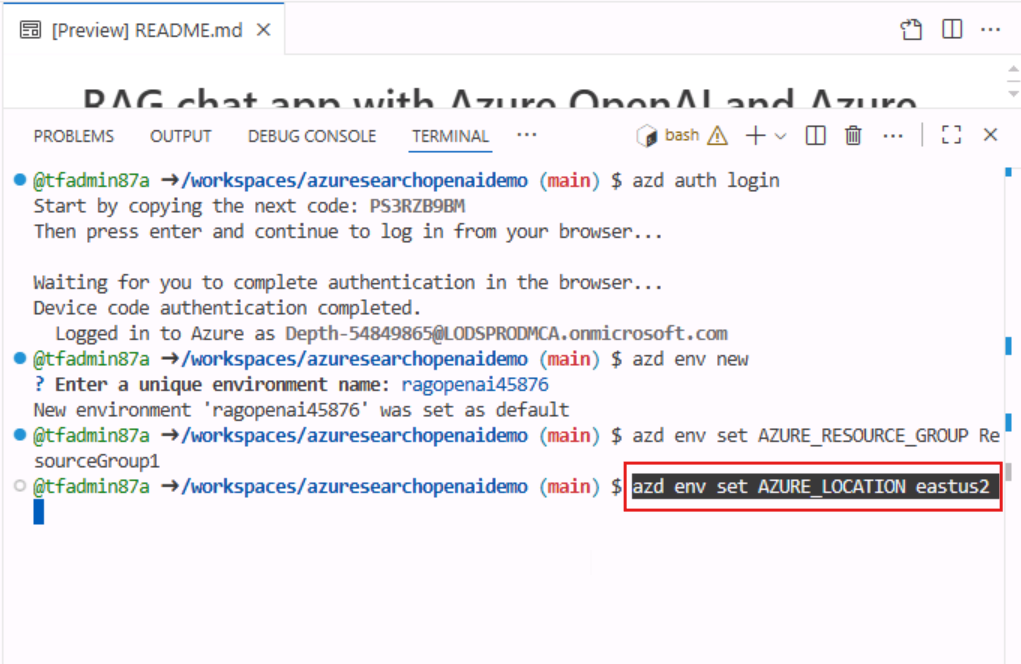 [Preview] README.md
RAG chat app with Azure OpenAI and Azure
PROBLEMS OUTPUT DEBUG CONSOLE TERMINAL ··· bash ···
@tfadmin87a →/workspaces/azuresearchopenaidemo (main) $ azd auth login
Start by copying the next code: PS3RZB9BM
Then press enter and continue to log in from your browser...
Waiting for you to complete authentication in the browser...
Device code authentication completed.
Logged in to Azure as Depth-54849865@LODSPRODMCA.onmicrosoft.com
@tfadmin87a →/workspaces/azuresearchopenaidemo (main) $ azd env new
? Enter a unique environment name: ragopenai45876
New environment 'ragopenai45876' was set as default
@tfadmin87a →/workspaces/azuresearchopenaidemo (main) $ azd env set AZURE_RESOURCE_GROUP Re
sourceGroup1
@tfadmin87a →/workspaces/azuresearchopenaidemo (main) $ azd env set AZURE_LOCATION eastus2